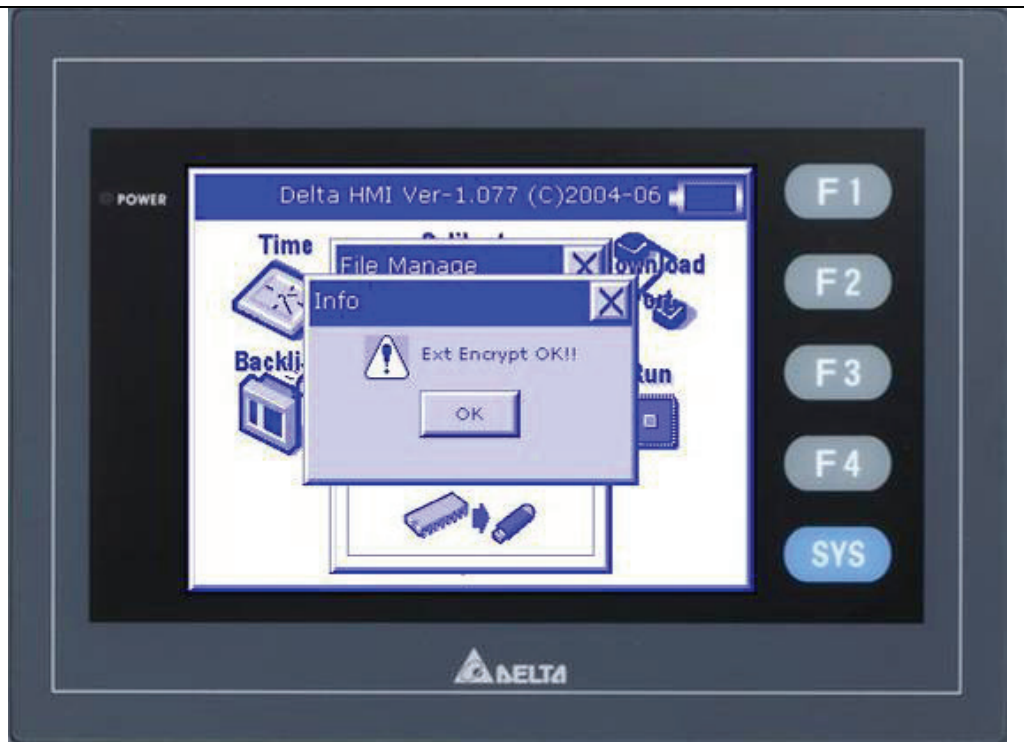 POWER
Delta HMI Ver-1.077 (C)2004-06
Time
File Manage
Info
Ext Encrypt OK!!
OK
Run
F1
F2
F3
F4
SYS
DELTA